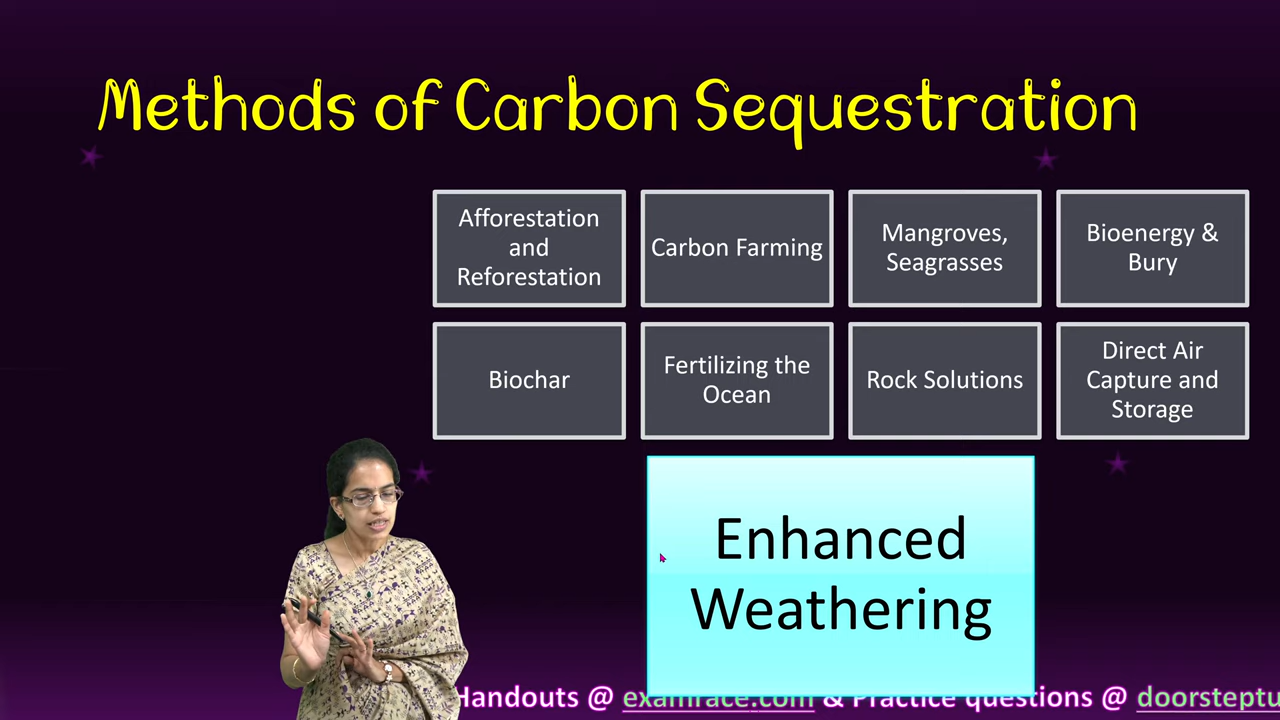 Methods of Carbon Sequestration
Afforestation
and
Reforestation
Carbon Farming
Mangroves,
Seagrasses
Bioenergy &
Bury
Biochar
Fertilizing the
Ocean
Rock Solutions
Direct Air
Capture and
Storage
Enhanced
Weathering
Handouts @ examrace.com & Practice questions @ doorsteptu